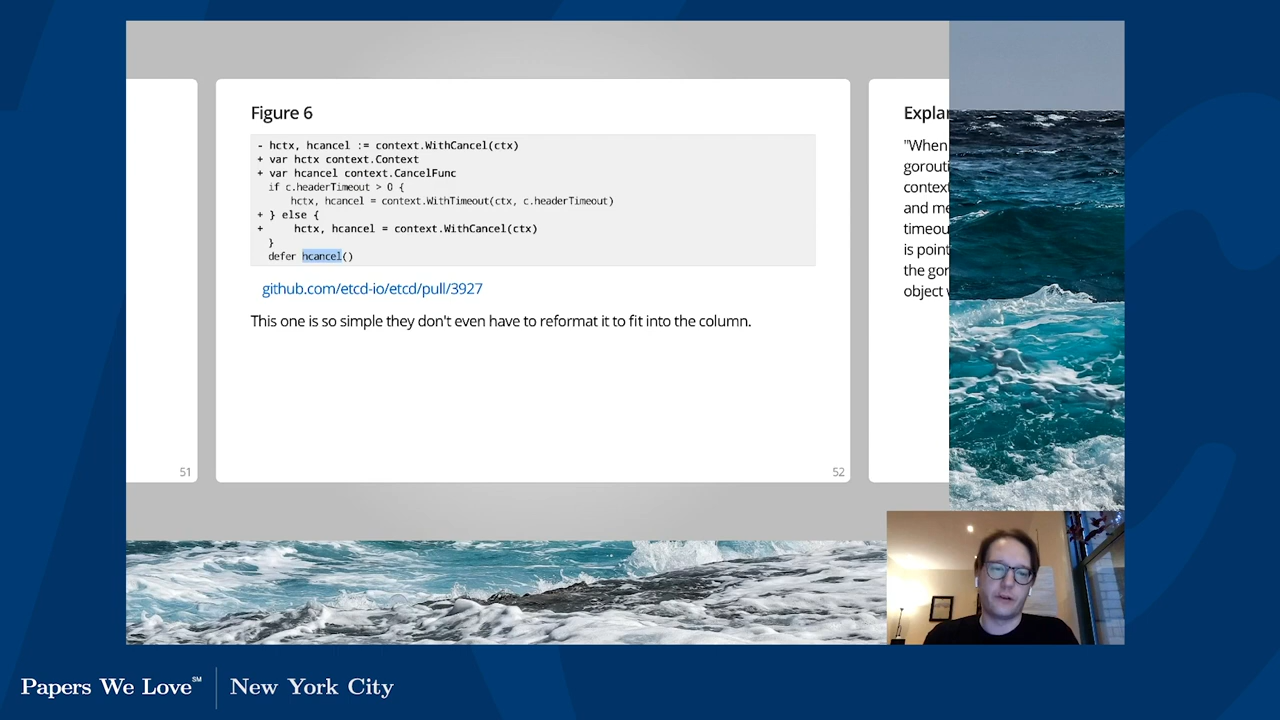 Figure 6
- hctx, hcancel := context.WithCancel(ctx)
+ var hctx context.Context
+ var hcancel context.CancelFunc
if c.headerTimeout > 0 {
hctx, hcancel = context.WithTimeout(ctx, c.headerTimeout)
+ } else {
+ hctx, hcancel = context.WithCancel(ctx)
}
defer hcancel()
github.com/etcd-io/etcd/pull/3927
This one is so simple they don't even have to reformat it to fit into the column.
51
52
Explar
"When
gorouti
context
and me
timeou
is point
the gor
object w
Papers We Love℠ | New York City